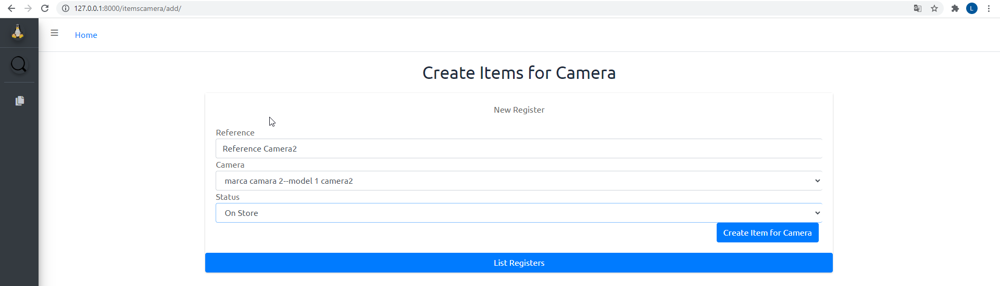 127.0.0.1:8000/itemscamera/add/
L
Home
Create Items for Camera
New Register
Reference
Reference Camera2
Camera
marca camara 2--model 1 camera2
Status
On Store
Create Item for Camera
List Registers